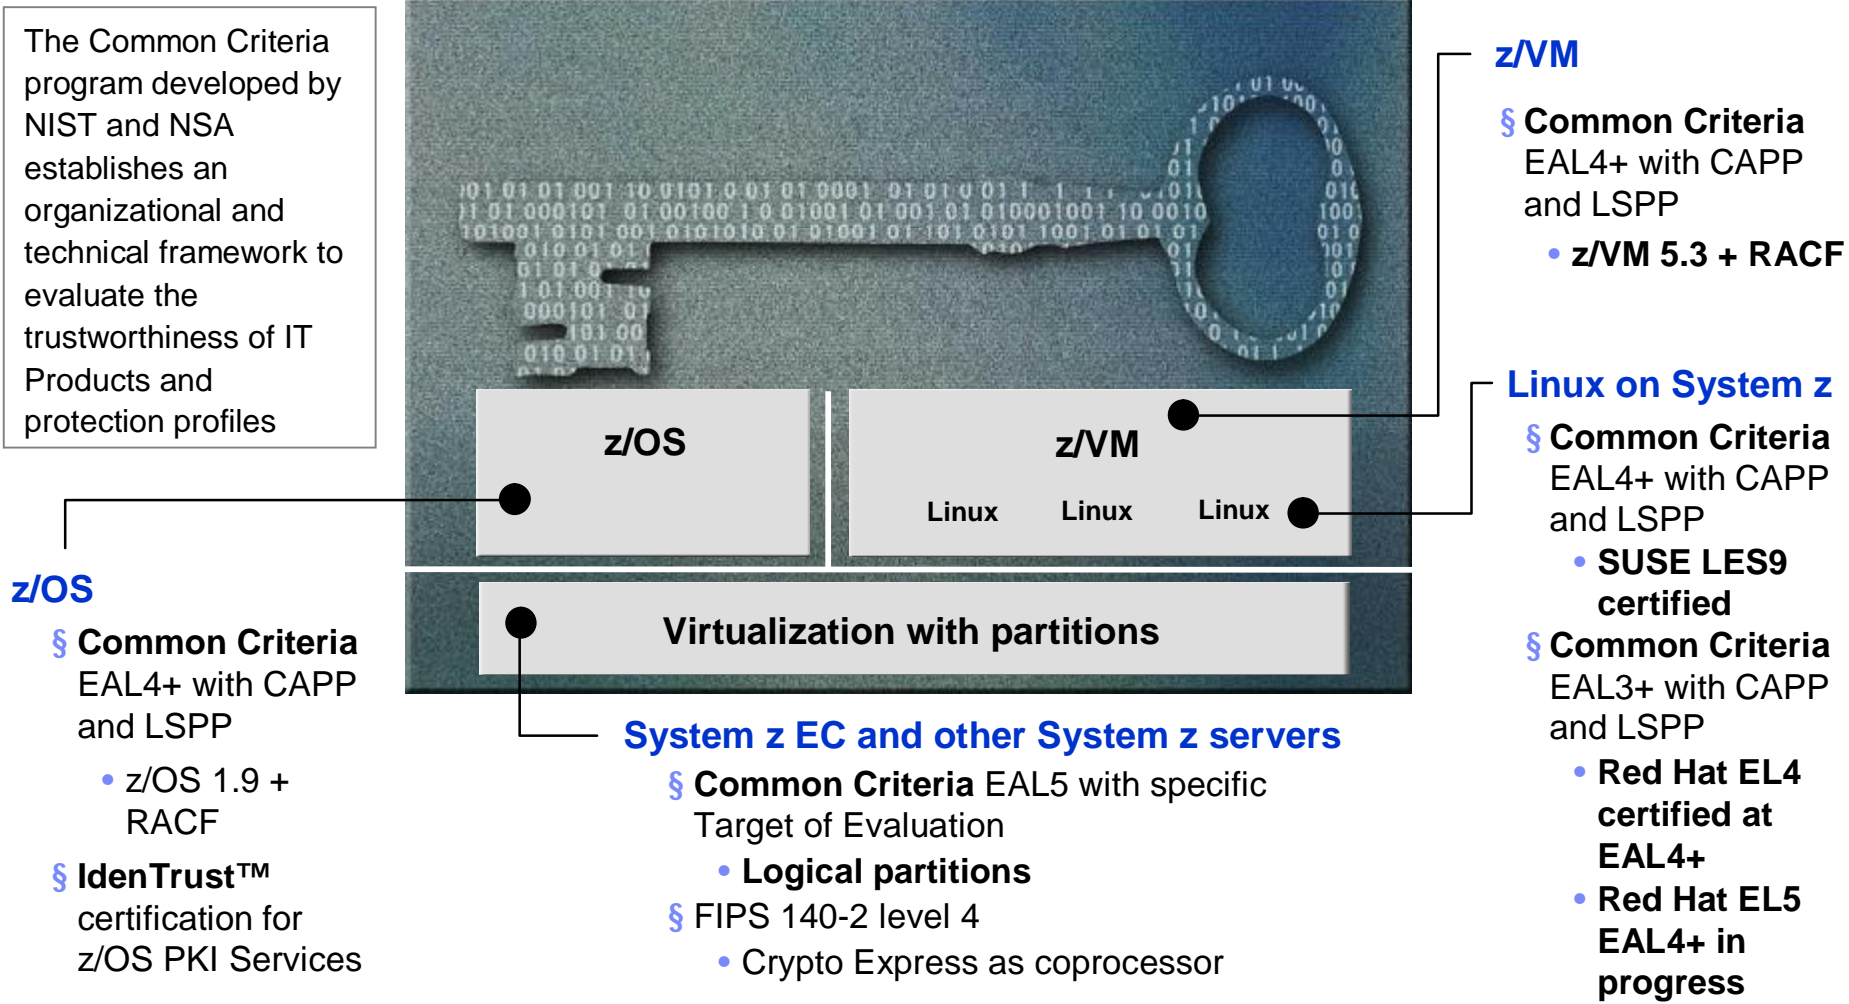 The Common Criteria
program developed by
NIST and NSA
establishes an
organizational and
technical framework to
evaluate the
trustworthiness of IT
Products and
protection profiles
z/OS
z/VM
Linux Linux Linux
Virtualization with partitions
z/OS
§ Common Criteria
EAL4+ with CAPP
and LSPP
• z/OS 1.9 +
RACF
§ IdenTrust™
certification for
z/OS PKI Services
System z EC and other System z servers
§ Common Criteria EAL5 with specific
Target of Evaluation
• Logical partitions
§ FIPS 140-2 level 4
• Crypto Express as coprocessor
z/VM
§ Common Criteria
EAL4+ with CAPP
and LSPP
• z/VM 5.3 + RACF
Linux on System z
§ Common Criteria
EAL4+ with CAPP
and LSPP
• SUSE LES9
certified
§ Common Criteria
EAL3+ with CAPP
and LSPP
• Red Hat EL4
certified at
EAL4+
• Red Hat EL5
EAL4+ in
progress